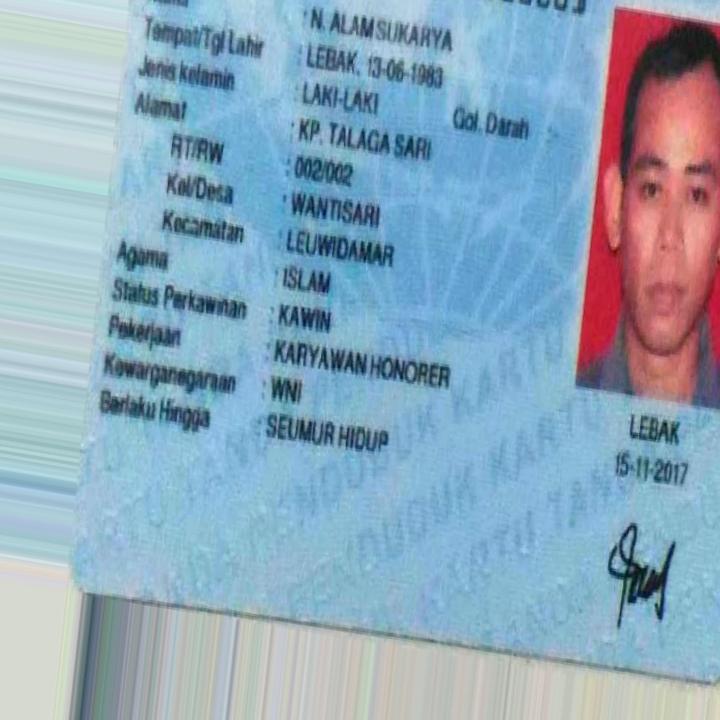 : N. ALAM SUKARYA
Tempat/Tgl Lahir : LEBAK, 13-06-1983
Jenis kelamin : LAKI-LAKI Gol. Darah
Alamat : KP. TALAGA SARI
RT/RW : 002/002
Kel/Desa : WANTISARI
Kecamatan : LEUWIDAMAR
Agama : ISLAM
Status Perkawinan : KAWIN
Pekerjaan : KARYAWAN HONORER
Kewarganegaraan : WNI
Berlaku Hingga : SEUMUR HIDUP
LEBAK
15-11-2017